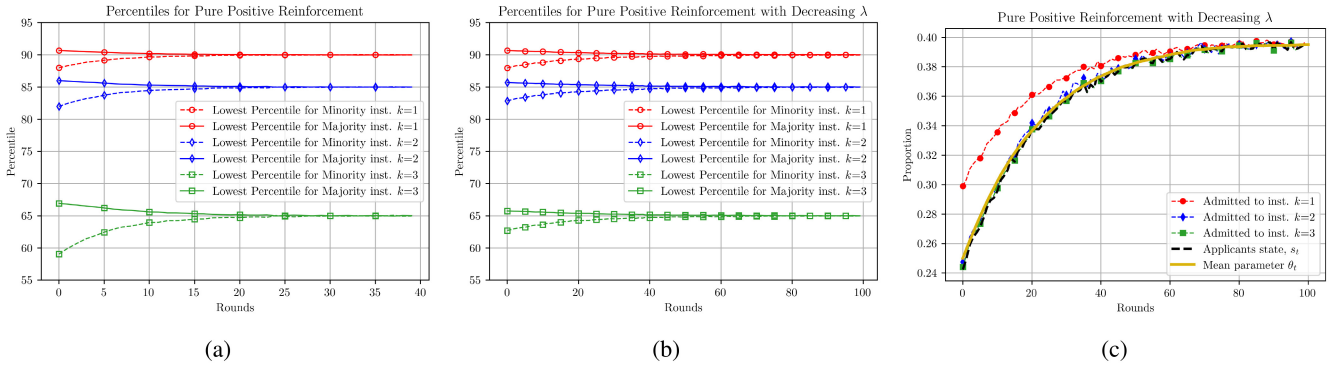 Percentiles for Pure Positive Reinforcement
95
90
85
80
75
70
65
60
55
Percentile
Lowest Percentile for Minority inst. k=1
Lowest Percentile for Majority inst. k=1
Lowest Percentile for Minority inst. k=2
Lowest Percentile for Majority inst. k=2
Lowest Percentile for Minority inst. k=3
Lowest Percentile for Majority inst. k=3
0 5 10 15 20 25 30 35 40
Rounds
(a)
Percentiles for Pure Positive Reinforcement with Decreasing λ
95
90
85
80
75
70
65
60
55
Percentile
Lowest Percentile for Minority inst. k=1
Lowest Percentile for Majority inst. k=1
Lowest Percentile for Minority inst. k=2
Lowest Percentile for Majority inst. k=2
Lowest Percentile for Minority inst. k=3
Lowest Percentile for Majority inst. k=3
0 20 40 60 80 100
Rounds
(b)
Pure Positive Reinforcement with Decreasing λ
0.40
0.38
0.36
0.34
0.32
0.30
0.28
0.26
0.24
Proportion
Admitted to inst. k=1
Admitted to inst. k=2
Admitted to inst. k=3
Applicants state, sₜ
Mean parameter θₜ
0 20 40 60 80 100
Rounds
(c)